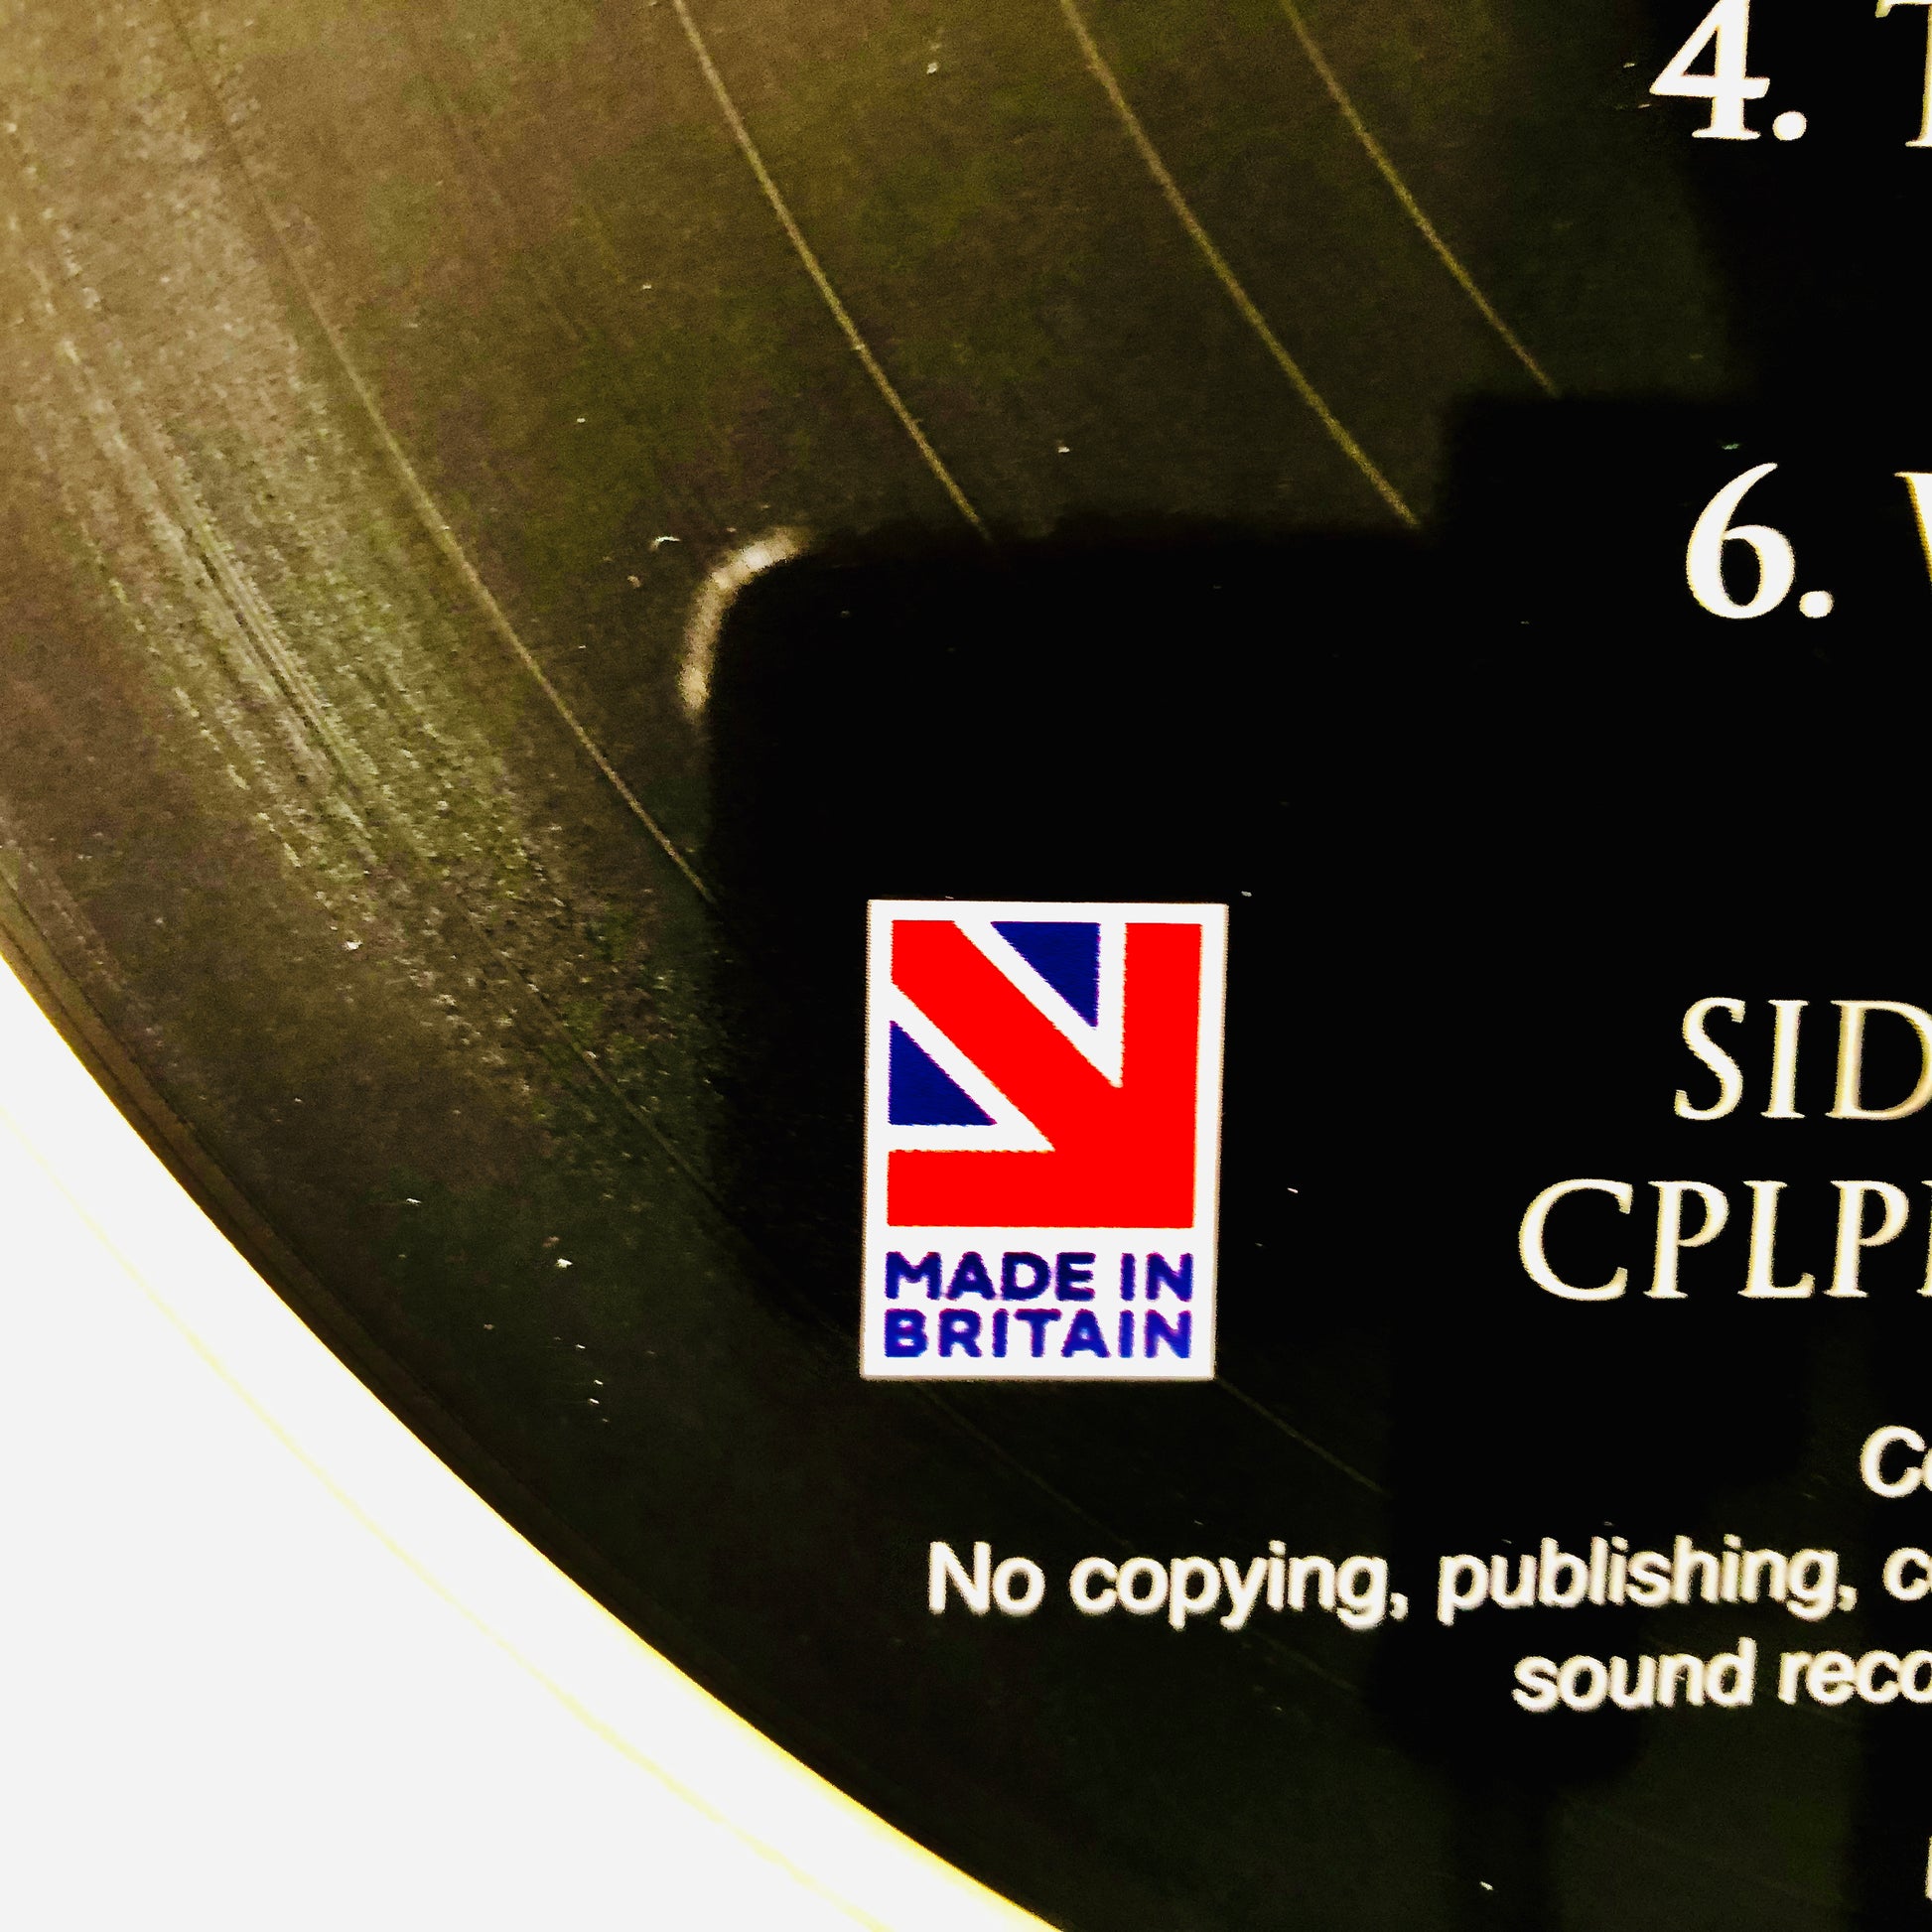 4.
6.
MADE IN
BRITAIN
No copying, publishing,
sound